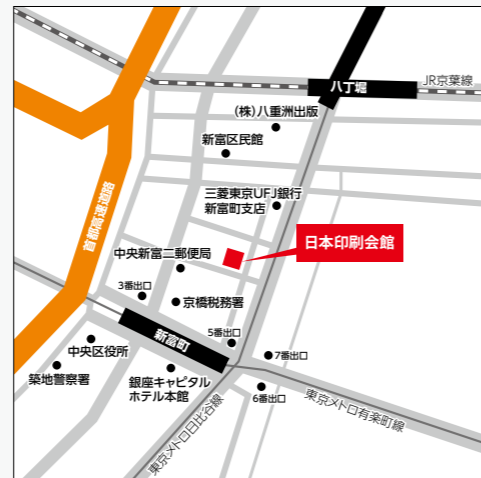 八丁堀
JR京葉線
(株)八重洲出版
新富区民館
三菱東京UFJ銀行
新富町支店
首都高速道路
日本印刷会館
中央新富二郵便局
3番出口
京橋税務署
新富町
5番出口
7番出口
中央区役所
築地警察署
銀座キャピタル
ホテル本館
6番出口
東京メトロ日比谷線
東京メトロ有楽町線